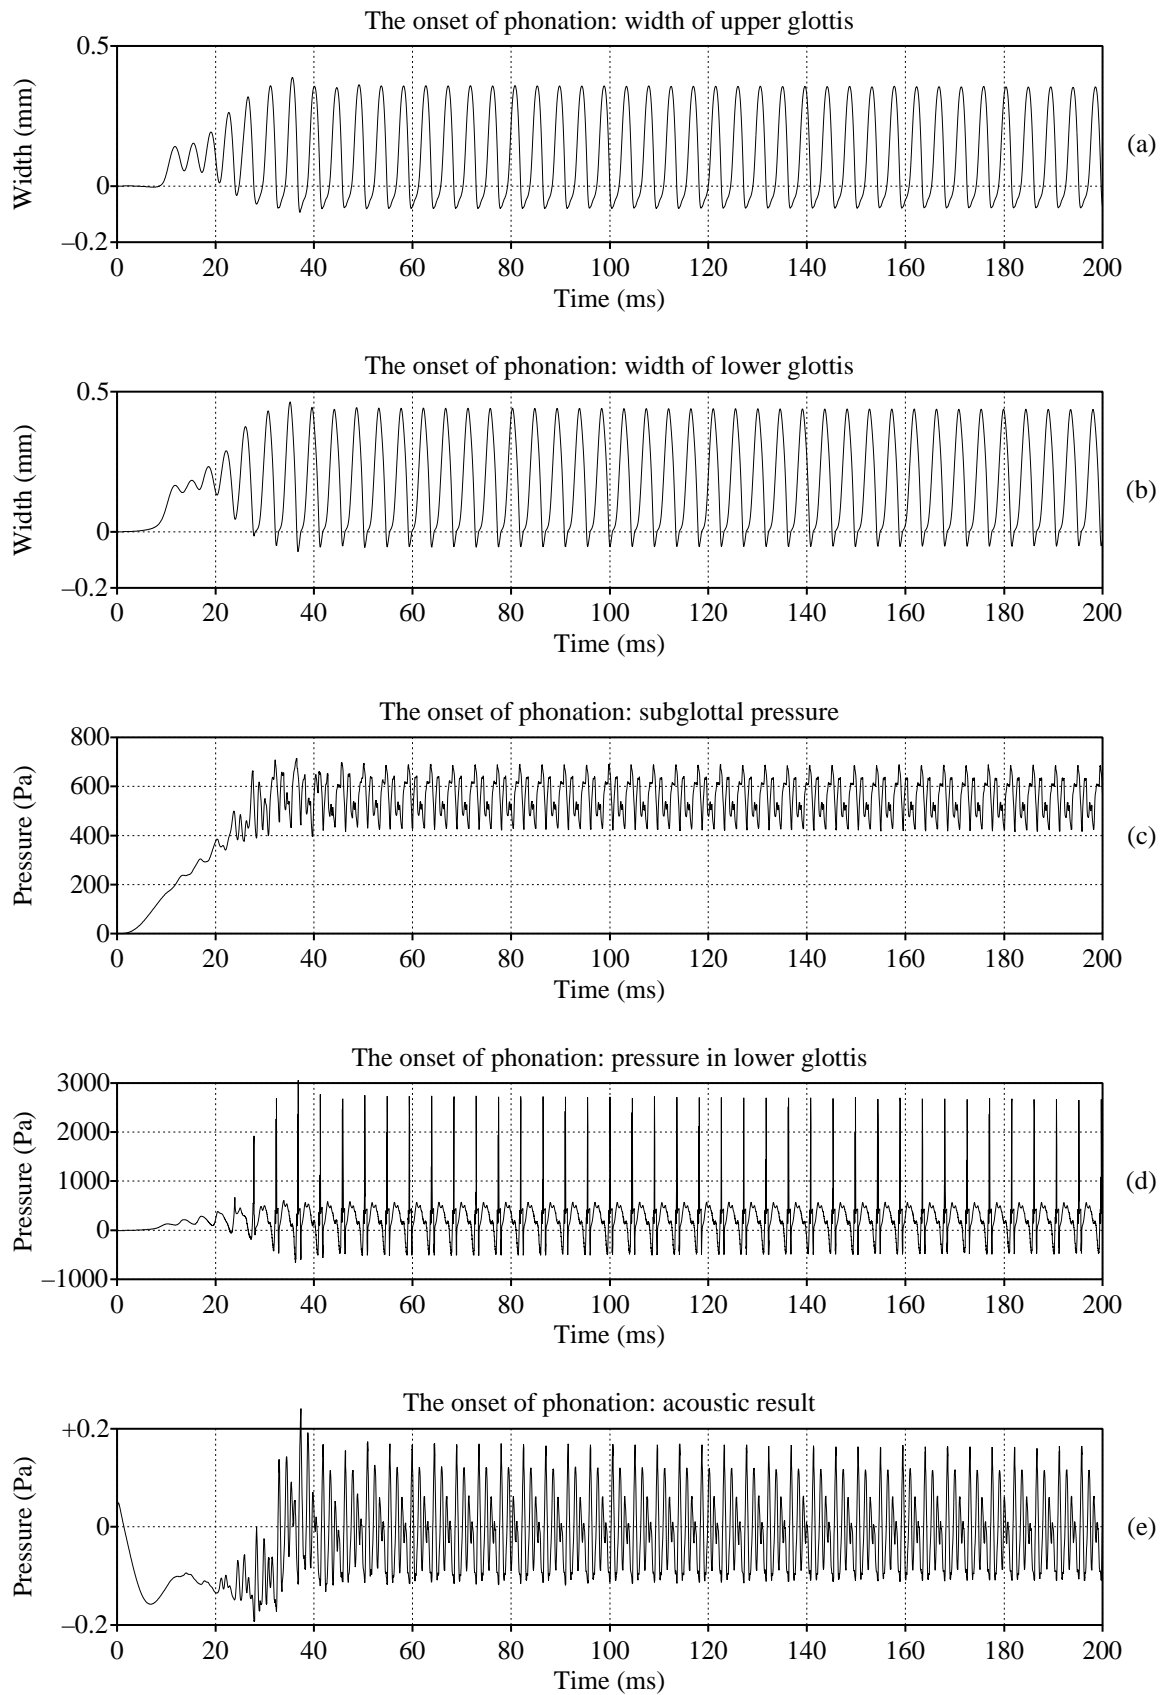 The onset of phonation: width of upper glottis
0.5
0
–0.2
Width (mm)
(a)
0 20 40 60 80 100 120 140 160 180 200
Time (ms)
The onset of phonation: width of lower glottis
0.5
0
–0.2
Width (mm)
(b)
0 20 40 60 80 100 120 140 160 180 200
Time (ms)
The onset of phonation: subglottal pressure
800
600
400
200
0
Pressure (Pa)
(c)
0 20 40 60 80 100 120 140 160 180 200
Time (ms)
The onset of phonation: pressure in lower glottis
3000
2000
1000
0
–1000
Pressure (Pa)
(d)
0 20 40 60 80 100 120 140 160 180 200
Time (ms)
The onset of phonation: acoustic result
+0.2
0
–0.2
Pressure (Pa)
(e)
0 20 40 60 80 100 120 140 160 180 200
Time (ms)